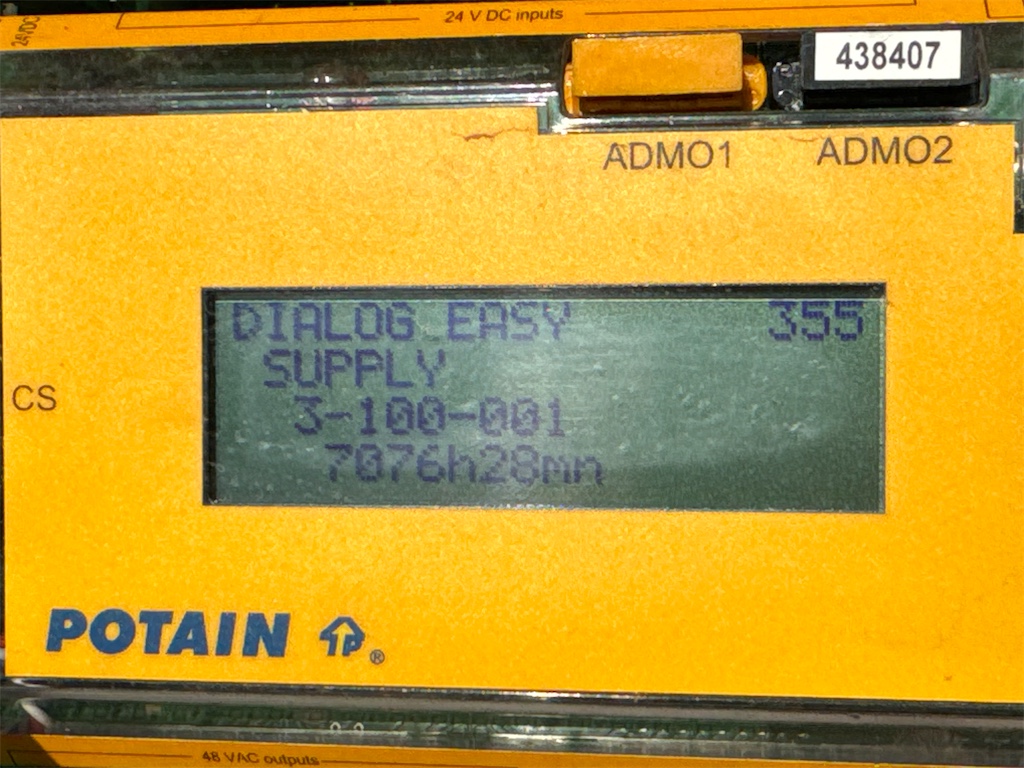 24 V DC inputs
24VDC
438407
ADMO1 ADMO2
DIALOG EASY 355
SUPPLY
3-100-001
7076h28mn
CS
POTAIN ®
48 VAC outputs